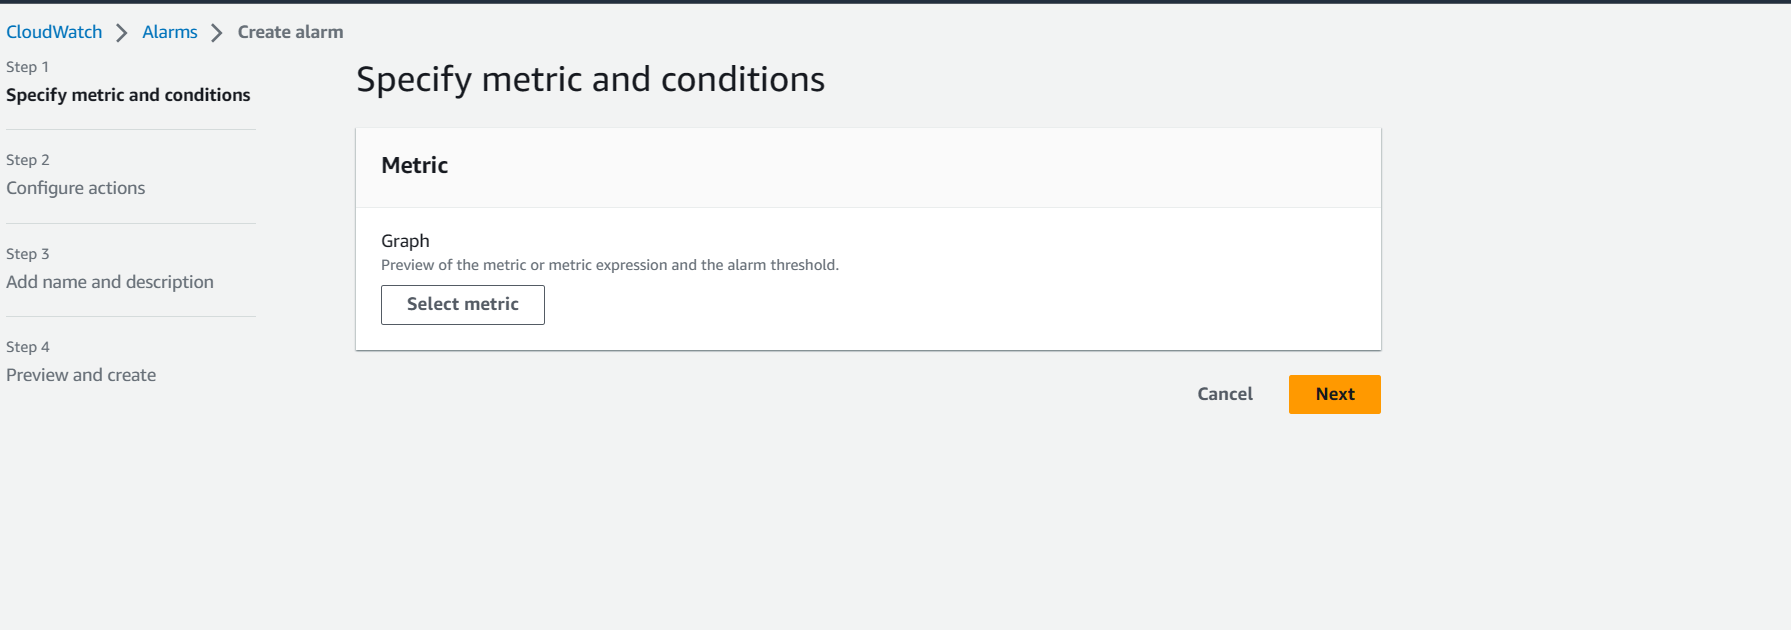 CloudWatch Alarms Create alarm
Step 1
Specify metric and conditions
Step 2
Configure actions
Step 3
Add name and description
Step 4
Preview and create
Specify metric and conditions
Metric
Graph
Preview of the metric or metric expression and the alarm threshold.
Select metric
Cancel Next